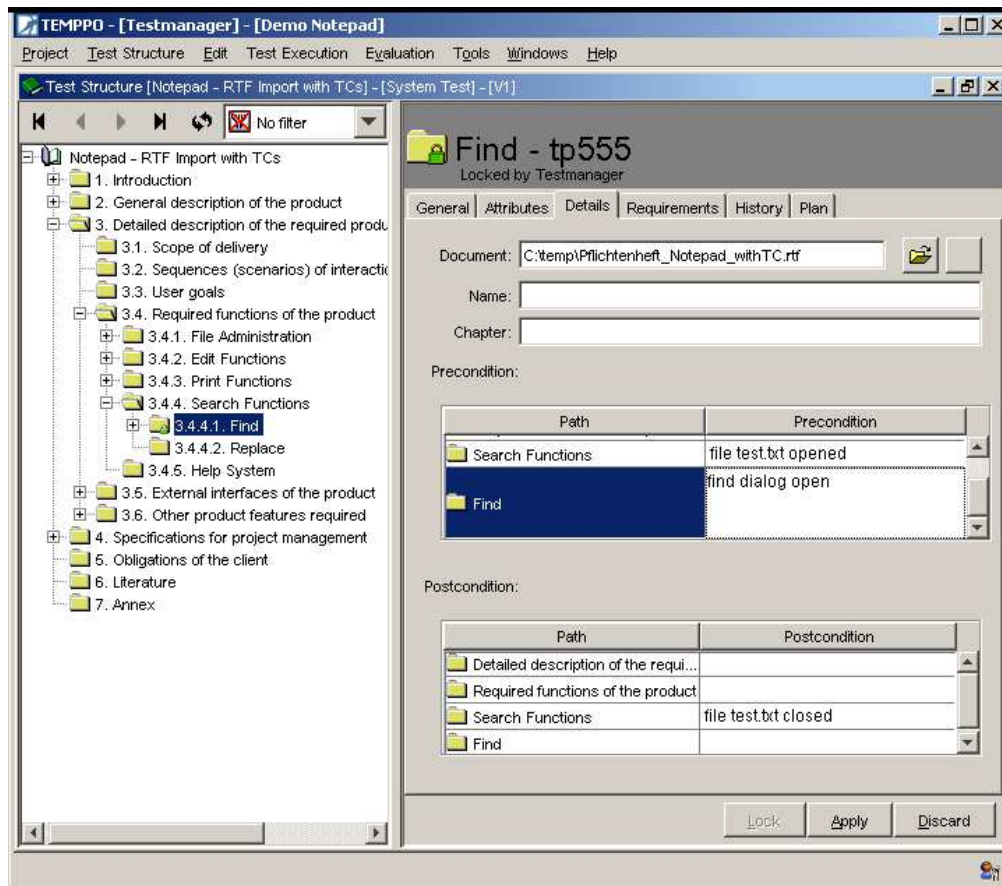 TEMPPO - [Testmanager] - [Demo Notepad]
Project Test Structure Edit Test Execution Evaluation Tools Windows Help
Test Structure [Notepad - RTF Import with TCs] - [System Test] - [V1]
No filter
Notepad - RTF Import with TCs
1. Introduction
2. General description of the product
3. Detailed description of the required produ
3.1. Scope of delivery
3.2. Sequences (scenarios) of interactio
3.3. User goals
3.4. Required functions of the product
3.4.1. File Administration
3.4.2. Edit Functions
3.4.3. Print Functions
3.4.4. Search Functions
3.4.4.1. Find
3.4.4.2. Replace
3.4.5. Help System
3.5. External interfaces of the product
3.6. Other product features required
4. Specifications for project management
5. Obligations of the client
6. Literature
7. Annex
Find - tp555
Locked by Testmanager
General Attributes Details Requirements History Plan
Document: C:\temp\Pflichtenheft_Notepad_withTC.rtf
Name:
Chapter:
Precondition:
Path Precondition
Search Functions file test.txt opened
Find find dialog open
Postcondition:
Path Postcondition
Detailed description of the requi...
Required functions of the product
Search Functions file test.txt closed
Find
Lock Apply Discard